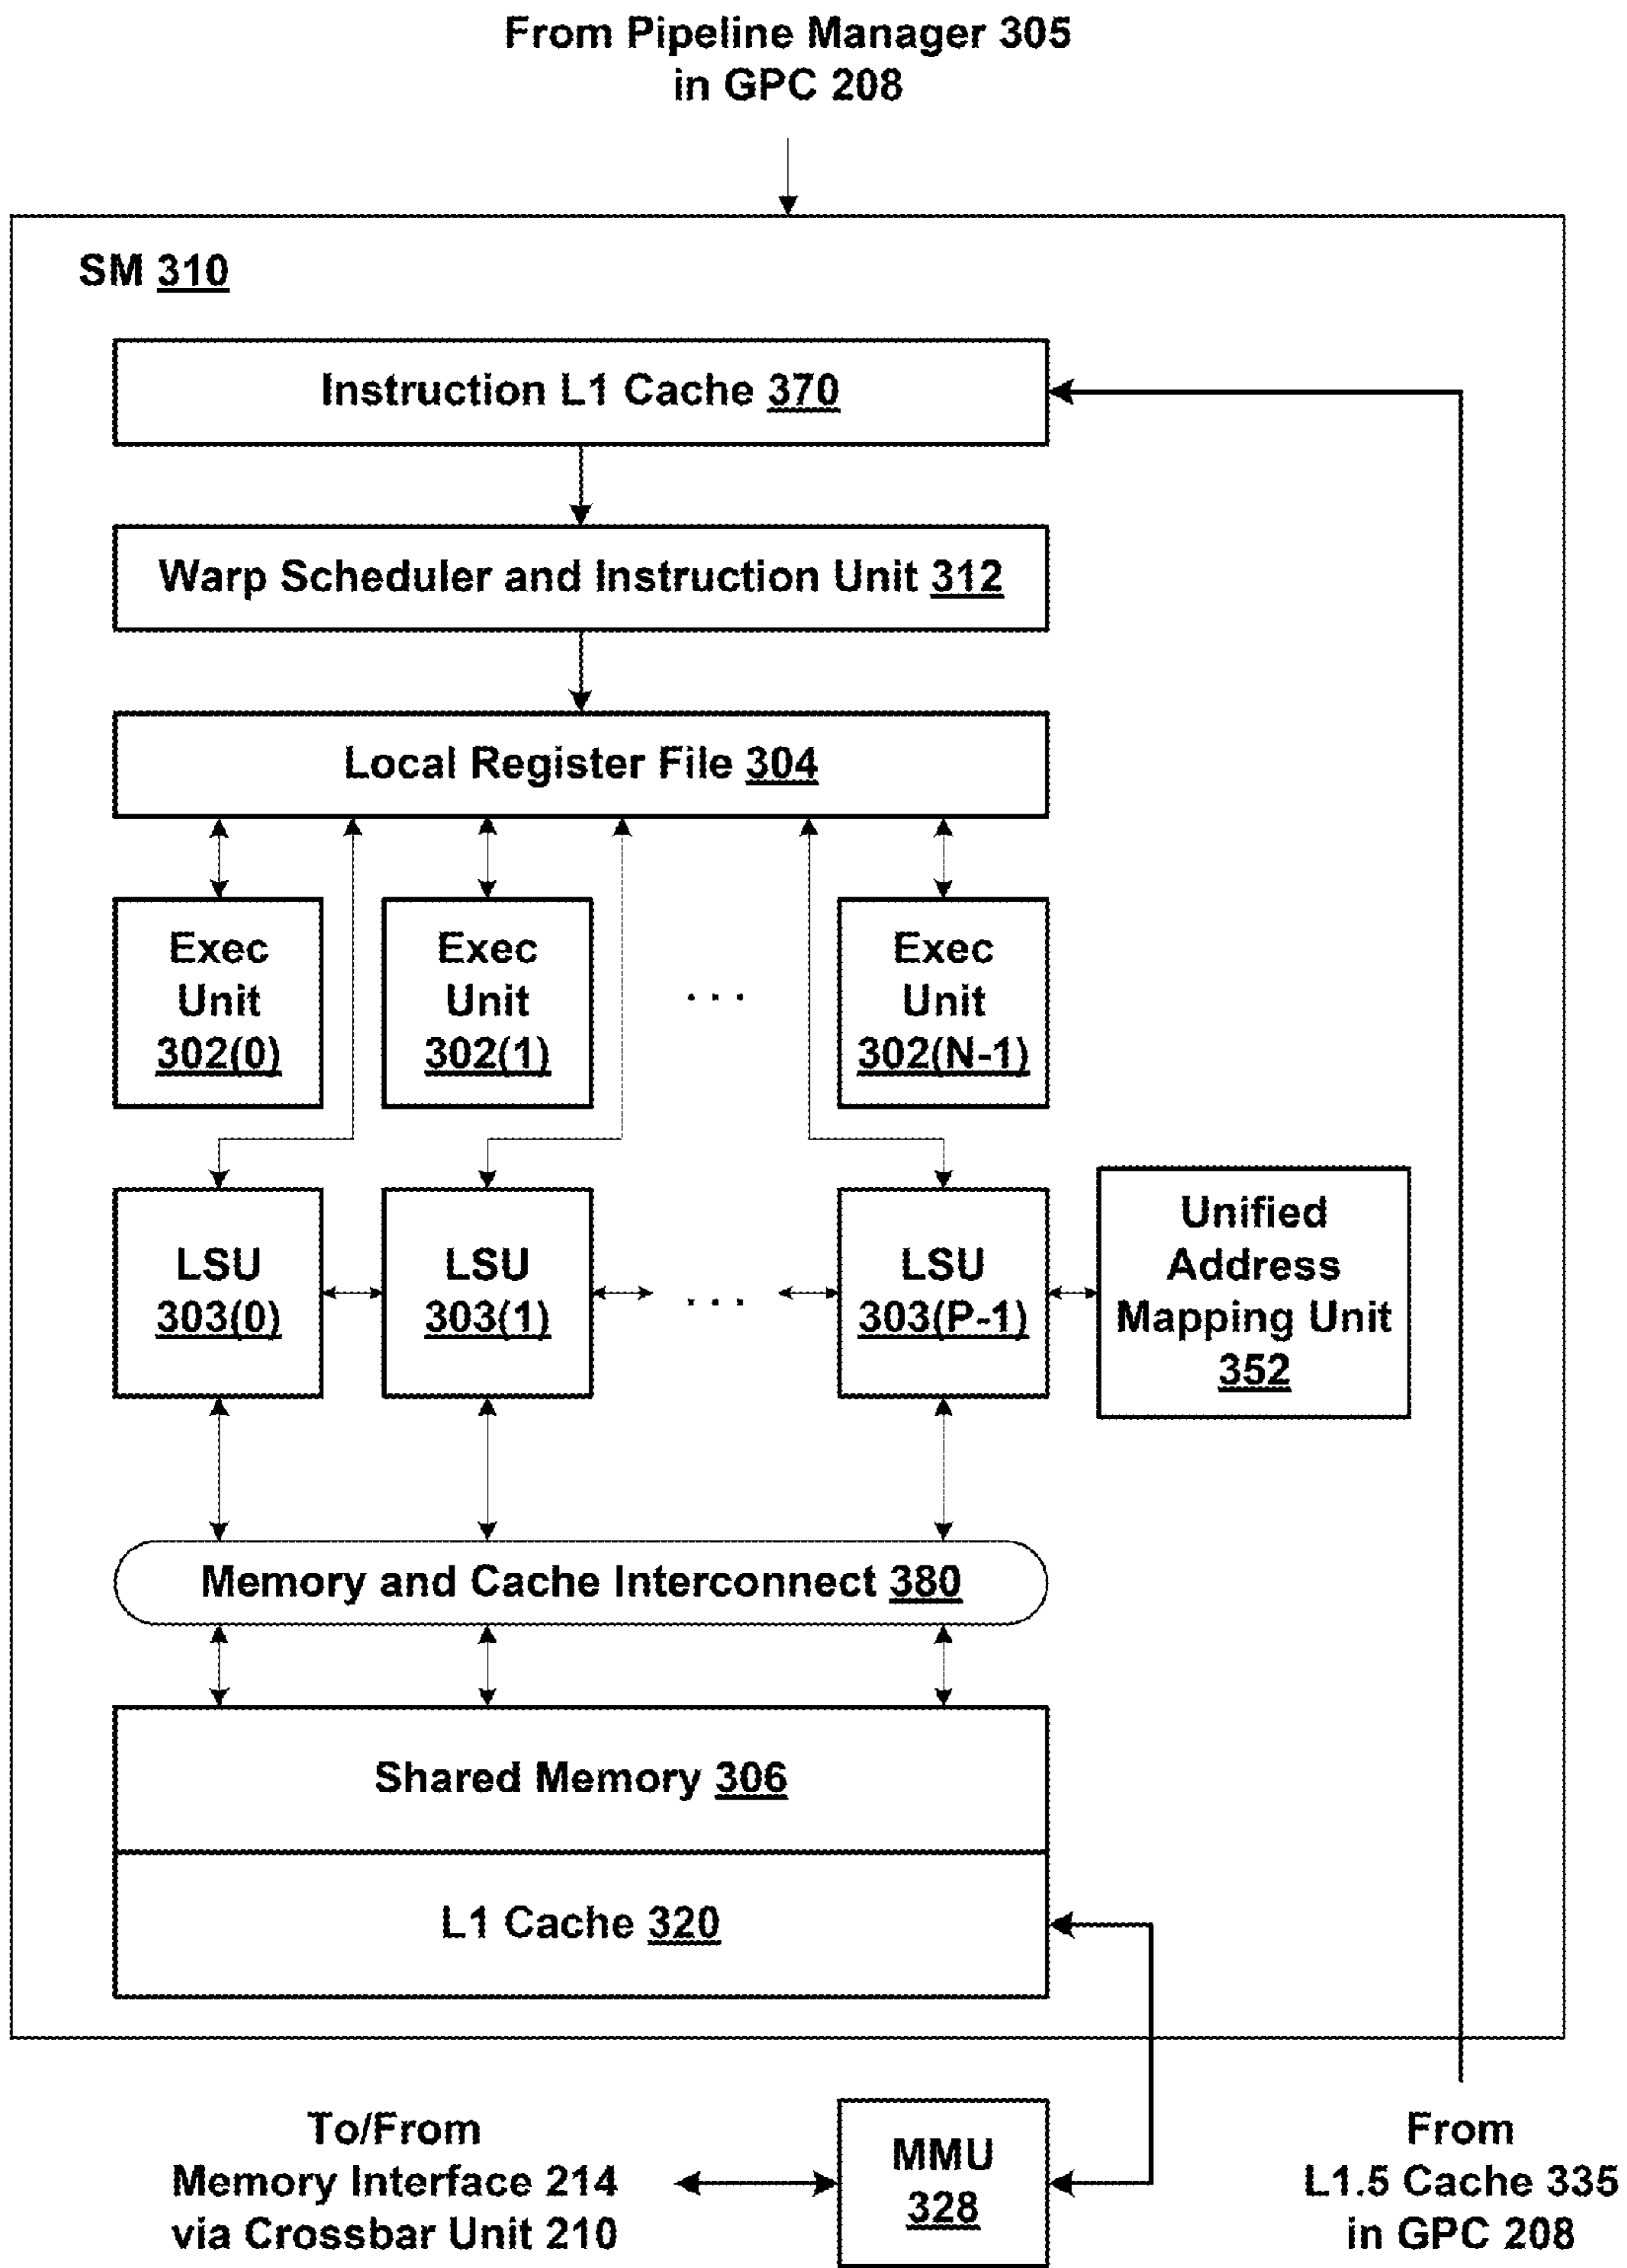 From Pipeline Manager 305
in GPC 208
SM 310
Instruction L1 Cache 370
Warp Scheduler and Instruction Unit 312
Local Register File 304
Exec
Unit
302(0)
Exec
Unit
302(1)
. . .
Exec
Unit
302(N-1)
LSU
303(0)
LSU
303(1)
. . .
LSU
303(P-1)
Unified
Address
Mapping Unit
352
Memory and Cache Interconnect 380
Shared Memory 306
L1 Cache 320
To/From
Memory Interface 214
via Crossbar Unit 210
MMU
328
From
L1.5 Cache 335
in GPC 208